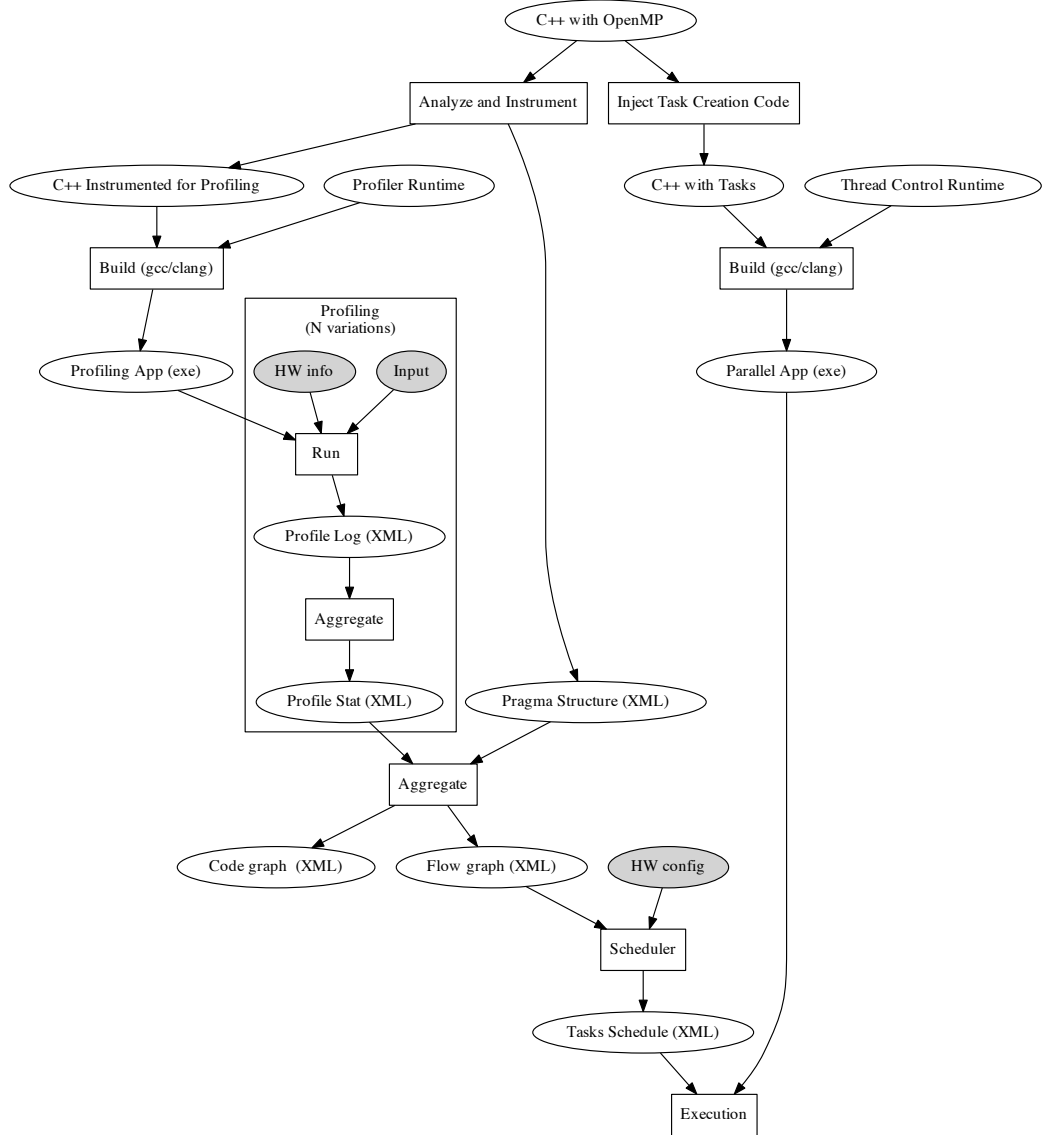 C++ with OpenMP
Analyze and Instrument
Inject Task Creation Code
C++ Instrumented for Profiling
Profiler Runtime
C++ with Tasks
Thread Control Runtime
Build (gcc/clang)
Build (gcc/clang)
Profiling
(N variations)
Profiling App (exe)
HW info
Input
Parallel App (exe)
Run
Profile Log (XML)
Aggregate
Profile Stat (XML)
Pragma Structure (XML)
Aggregate
Code graph  (XML)
Flow graph (XML)
HW config
Scheduler
Tasks Schedule (XML)
Execution